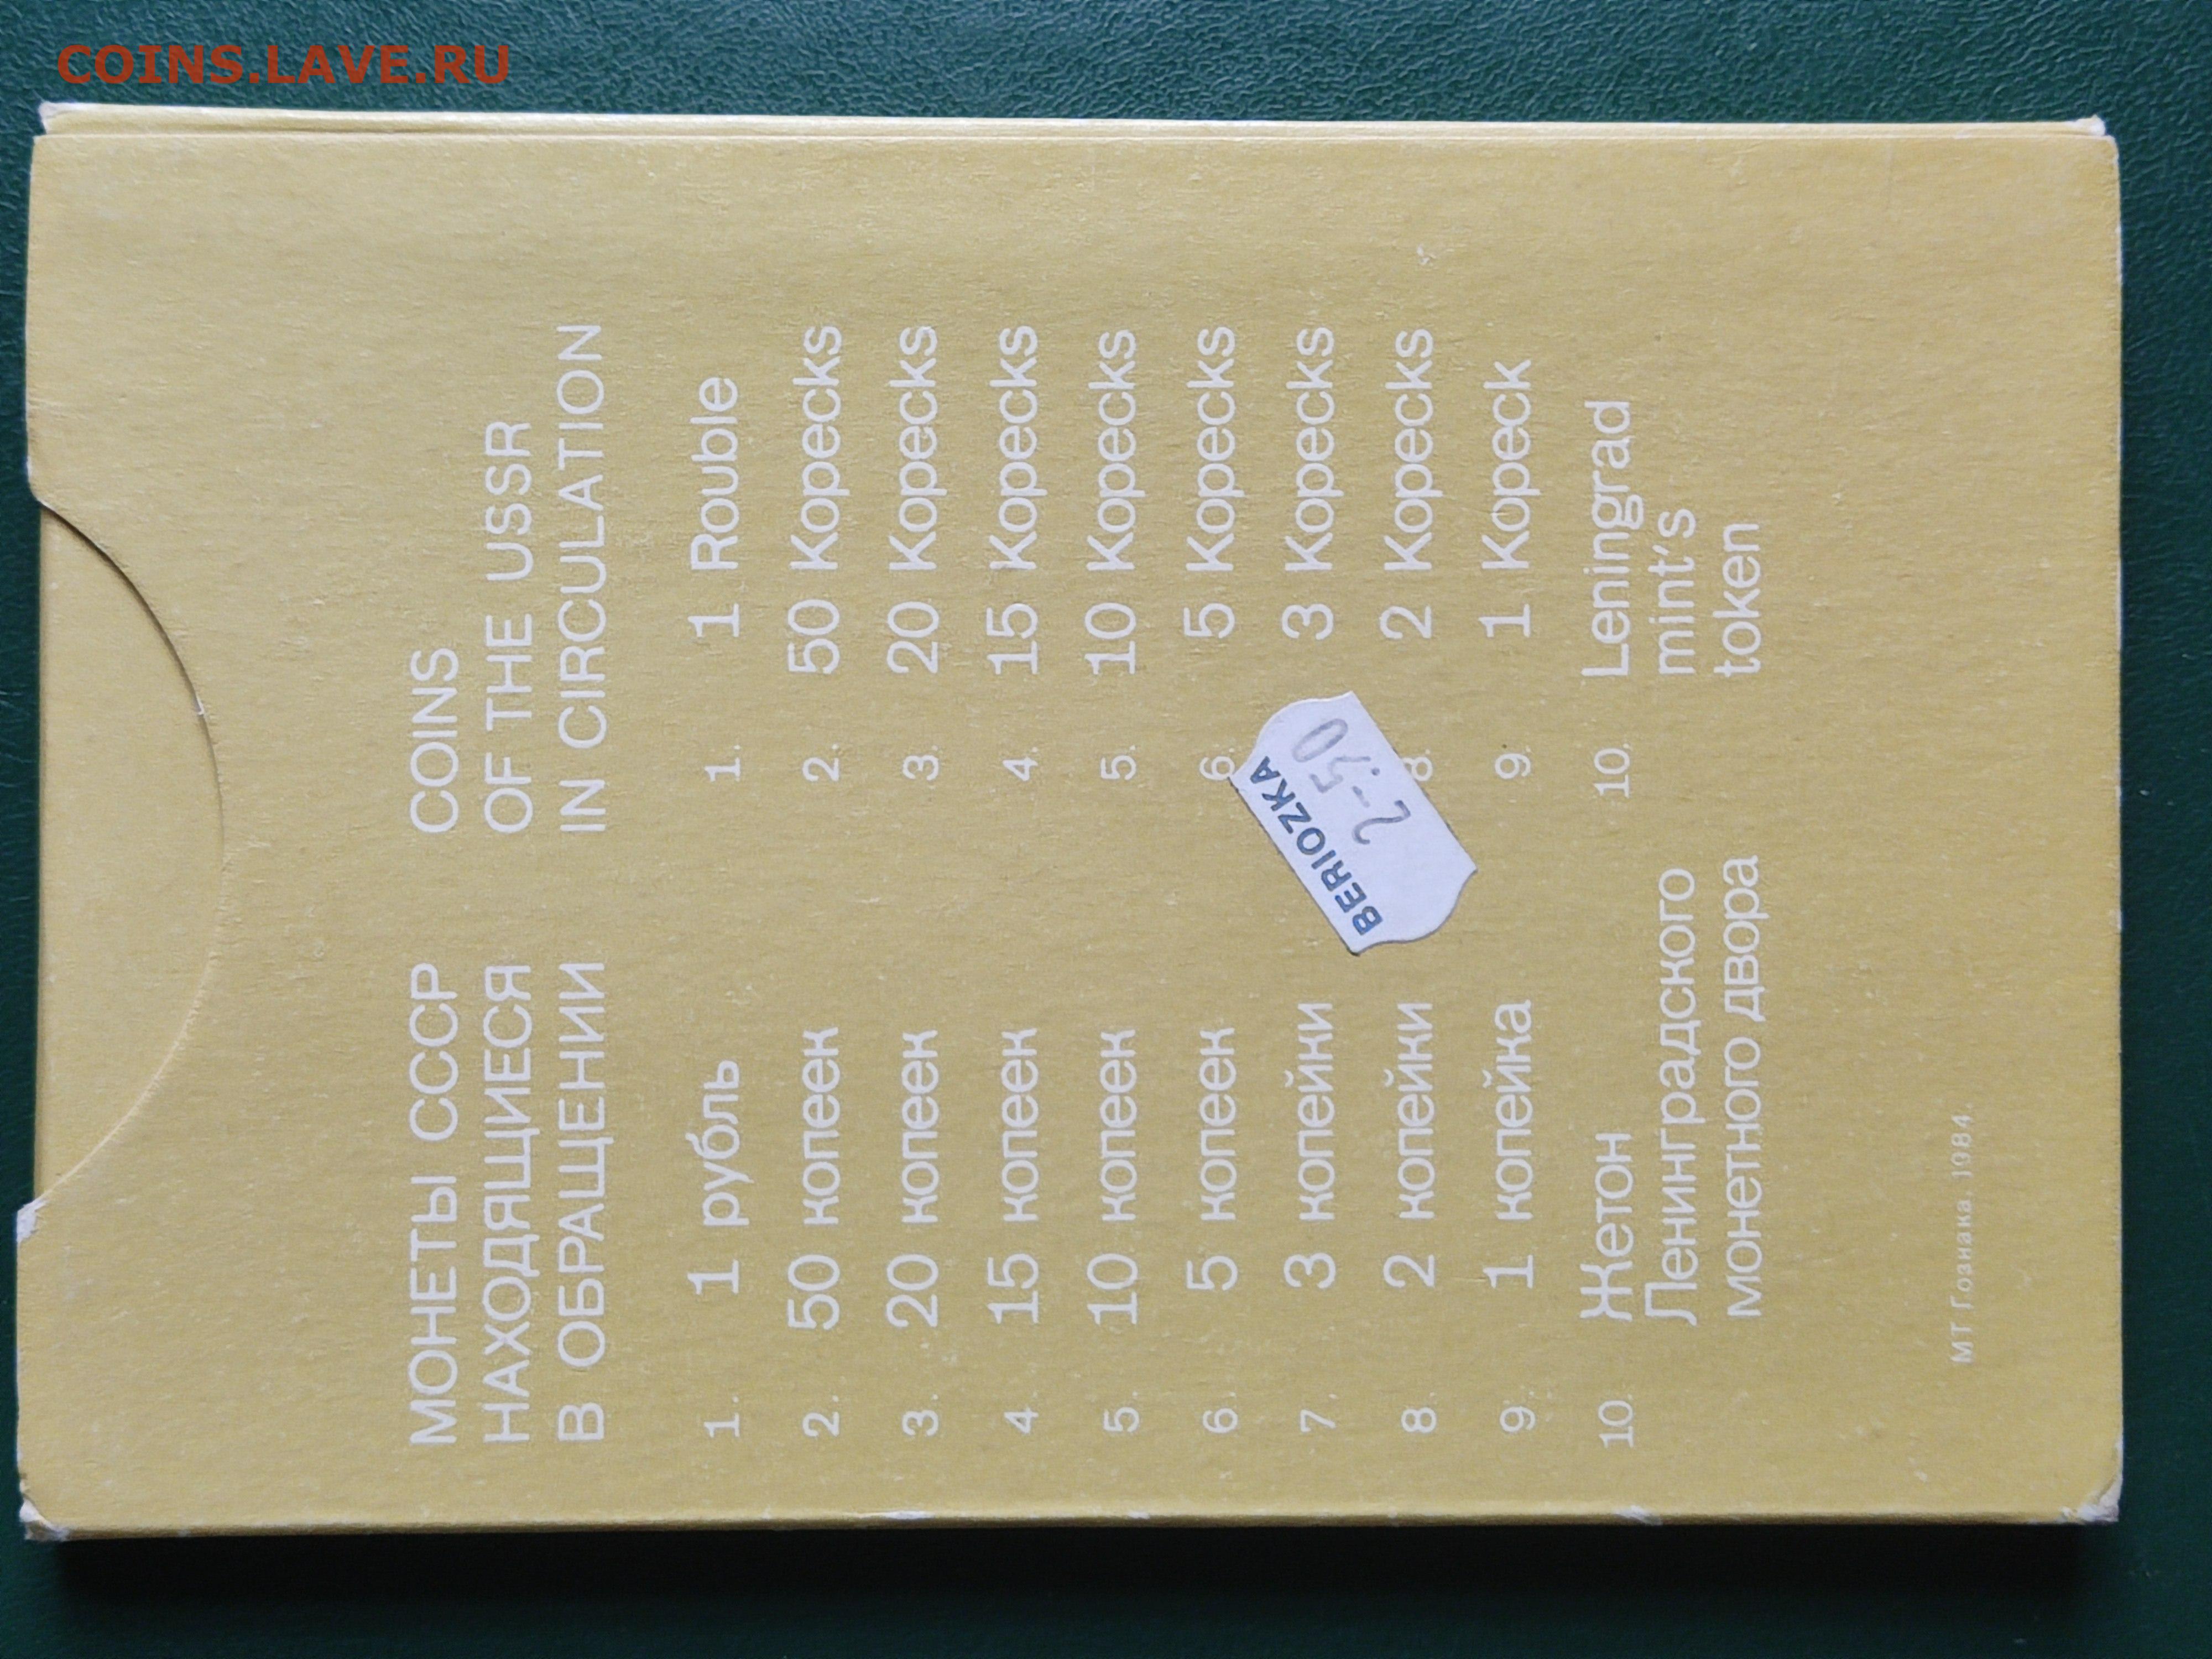 COINS.LAVE.RU
МОНЕТЫ СССР
НАХОДЯЩИЕСЯ
В ОБРАЩЕНИИ
1. 1 рубль
2. 50 копеек
3. 20 копеек
4. 15 копеек
5. 10 копеек
6. 5 копеек
7. 3 копейки
8. 2 копейки
9. 1 копейка
10. Жетон
Ленинградского
монетного двора
COINS
OF THE USSR
IN CIRCULATION
1. 1 Rouble
2. 50 Kopecks
3. 20 Kopecks
4. 15 Kopecks
5. 10 Kopecks
6. 5 Kopecks
3 Kopecks
8. 2 Kopecks
9. 1 Kopeck
10. Leningrad
mint's
token
BERIOZKA
2-50
МТ Гознака. 1984.